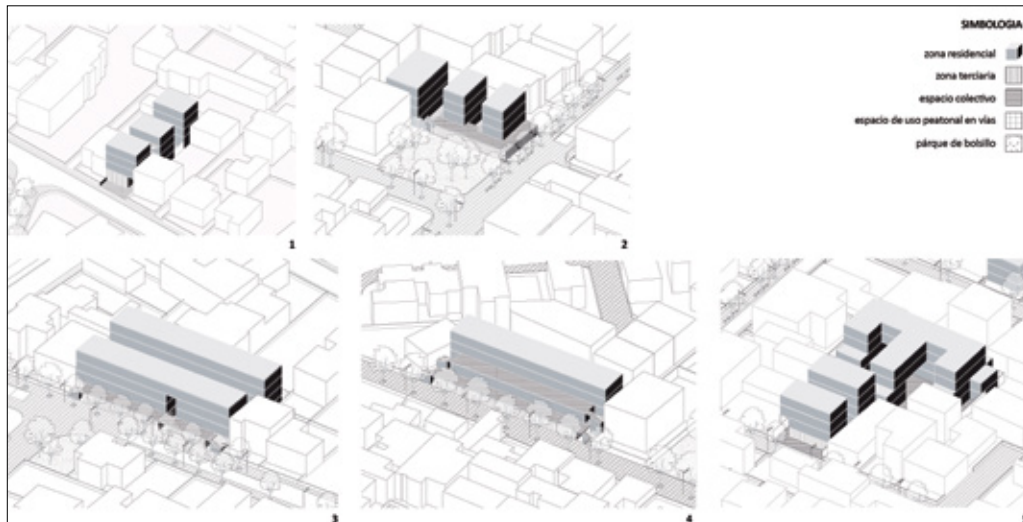 SIMBOLOGIA
zona residencial
zona terciaria
espacio colectivo
espacio de uso peatonal en vías
párque de bolsillo
1
2
3
4